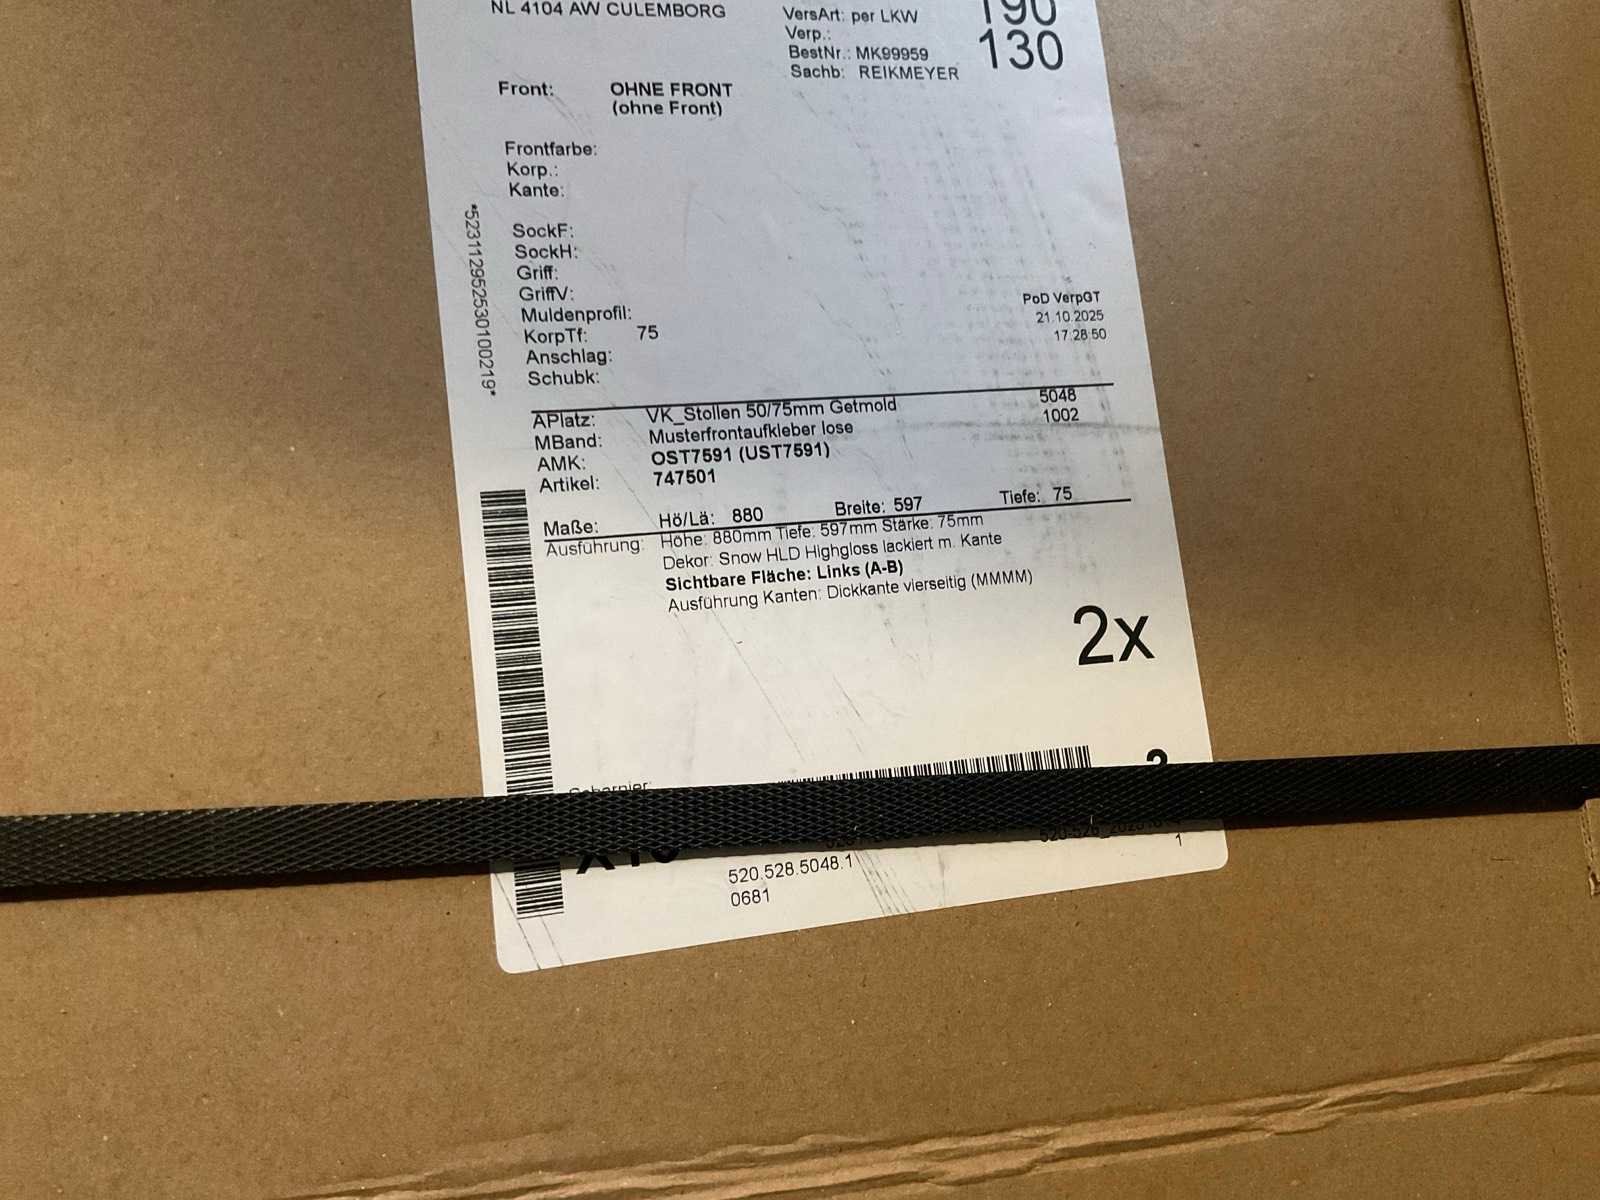 NL 4104 AW CULEMBORG
VersArt: per LKW
190
Verp.:
BestNr.: MK99959
130
Sachb: REIKMEYER
Front: OHNE FRONT
(ohne Front)
Frontfarbe:
Korp.:
Kante:
*523112952530100219*
SockF:
SockH:
Griff:
GriffV:
Muldenprofil:
KorpTf: 75
Anschlag:
Schubk:
PoD VerpGT
21.10.2025
17:28:50
APlatz: VK_Stollen 50/75mm Getmold 5048
MBand: Musterfrontaufkleber lose 1002
AMK: OST7591 (UST7591)
Artikel: 747501
Maße: Hö/Lä: 880 Breite: 597 Tiefe: 75
Ausführung: Höhe: 880mm Tiefe: 597mm Stärke: 75mm
Dekor: Snow HLD Highgloss lackiert m. Kante
Sichtbare Fläche: Links (A-B)
Ausführung Kanten: Dickkante vierseitig (MMMM)
2x
Scharnier:
520.528.5048.1
1
0681